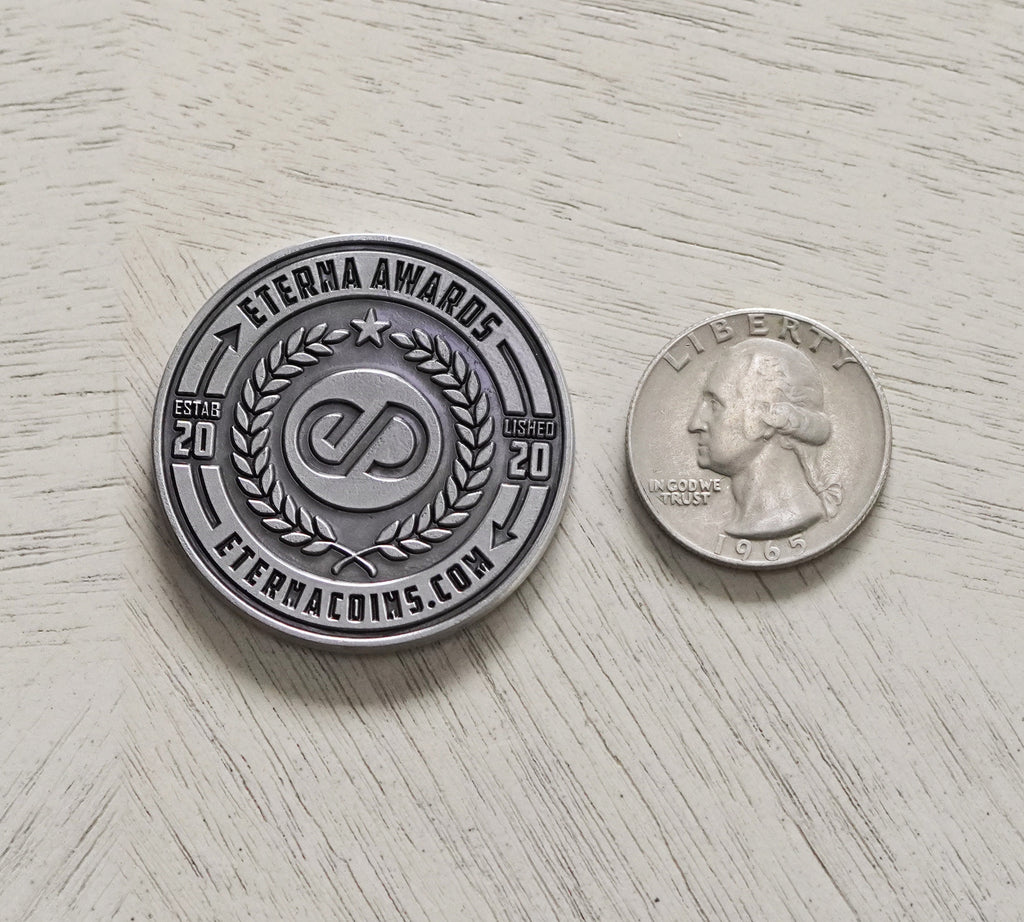 ETERNA AWARDS
ESTAB
20
LISHED
20
ETERNACOINS.COM
LIBERTY
IN GOD WE
TRUST
1965